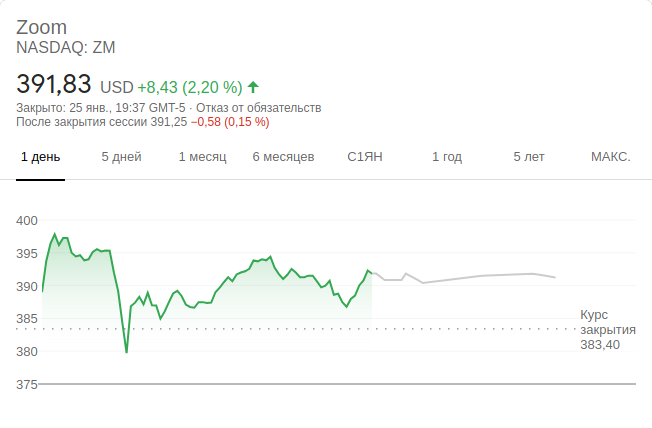 Zoom
NASDAQ: ZM
391,83 USD +8,43 (2,20 %)
Закрыто: 25 янв., 19:37 GMT-5 · Отказ от обязательств
После закрытия сессии 391,25 −0,58 (0,15 %)
1 день 5 дней 1 месяц 6 месяцев С1ЯН 1 год 5 лет МАКС.
400
395
390
385
380
375
Курс
закрытия
383,40